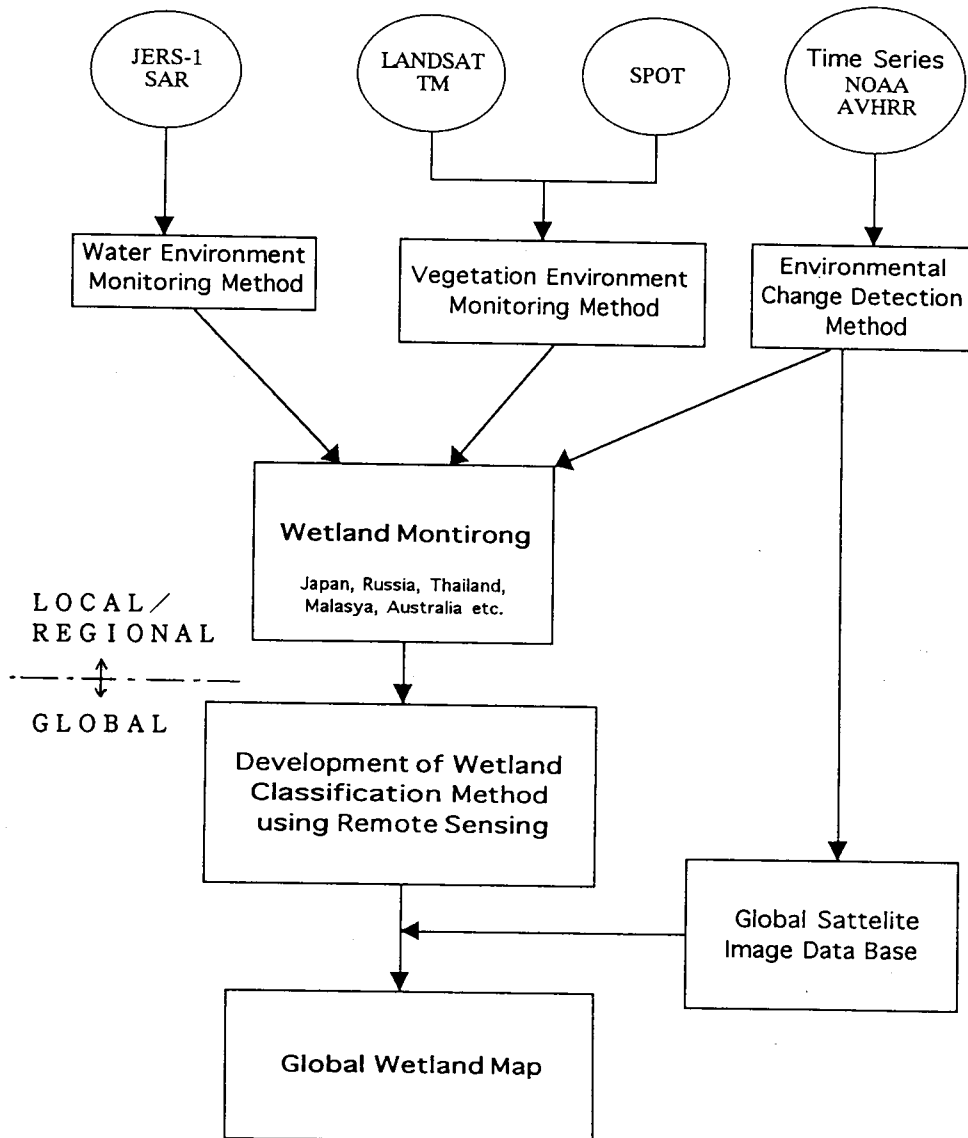 JERS-1
SAR
LANDSAT
TM
SPOT
Time Series
NOAA
AVHRR
Water Environment
Monitoring Method
Vegetation Environment
Monitoring Method
Environmental
Change Detection
Method
Wetland Montirong
Japan, Russia, Thailand,
Malasya, Australia etc.
LOCAL/
REGIONAL
GLOBAL
Development of Wetland
Classification Method
using Remote Sensing
Global Sattelite
Image Data Base
Global Wetland Map